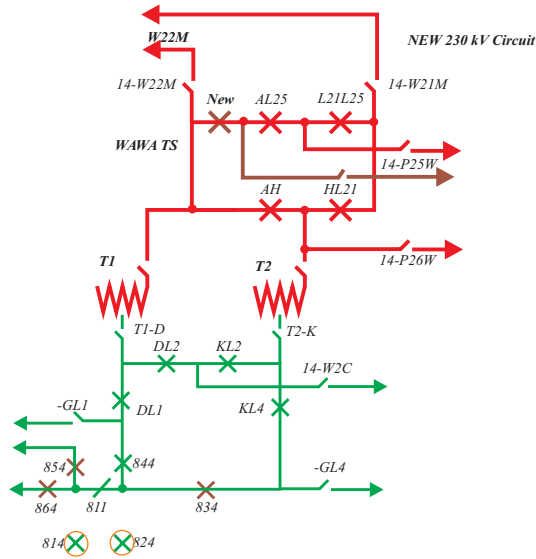 W22M
NEW 230 kV Circuit
14-W22M
New
AL25
L21L25
14-W21M
WAWA TS
14-P25W
AH
HL21
T1
T2
14-P26W
T1-D
T2-K
DL2
KL2
14-W2C
-GL1
DL1
KL4
854
844
-GL4
864
811
834
814
824